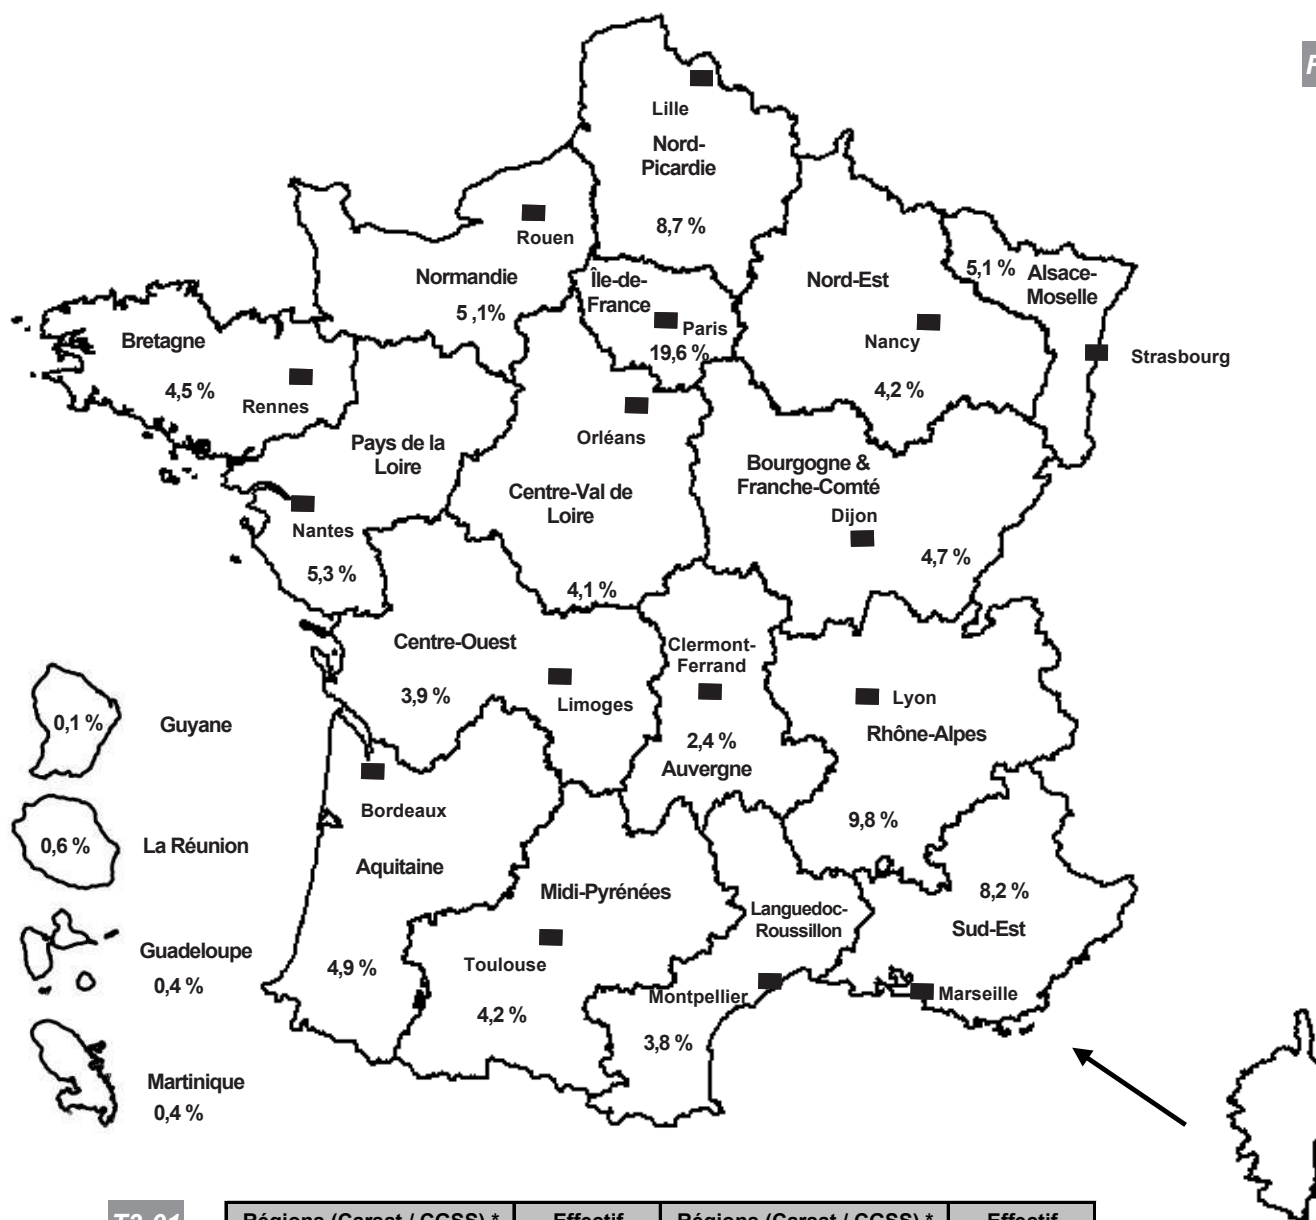 F
Lille
Nord-
Picardie
8,7 %
Rouen
Normandie
5 ,1%
Île-de-
France
Paris
19,6 %
Nord-Est
Nancy
4,2 %
5,1 %
Alsace-
Moselle
Strasbourg
Bretagne
4,5 %
Rennes
Pays de la
Loire
Nantes
5,3 %
Orléans
Centre-Val de
Loire
4,1 %
Bourgogne &
Franche-Comté
Dijon
4,7 %
Centre-Ouest
3,9 %
Limoges
Clermont-
Ferrand
2,4 %
Auvergne
Lyon
Rhône-Alpes
9,8 %
0,1 %
Guyane
0,6 %
La Réunion
Guadeloupe
0,4 %
Martinique
0,4 %
Bordeaux
Aquitaine
4,9 %
Midi-Pyrénées
Toulouse
4,2 %
Languedoc-
Roussillon
Montpellier
3,8 %
8,2 %
Sud-Est
Marseille
T2-01
Régions (Carsat / CGSS) * Effectif Régions (Carsat / CGSS) * Effectif